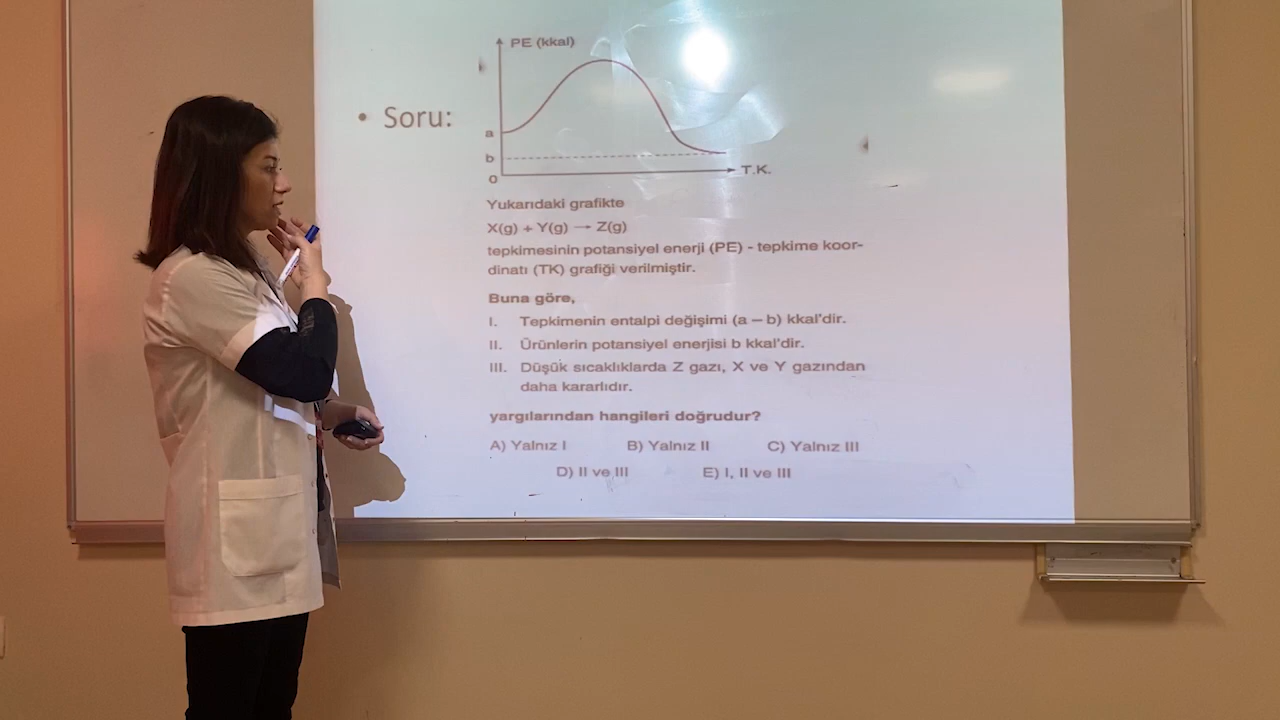 PE (kkal)
• Soru:
a
b
0
T.K.
Yukarıdaki grafikte
X(g) + Y(g) → Z(g)
tepkimesinin potansiyel enerji (PE) - tepkime koor-
dinatı (TK) grafiği verilmiştir.
Buna göre,
I. Tepkimenin entalpi değişimi (a – b) kkal'dir.
II. Ürünlerin potansiyel enerjisi b kkal'dir.
III. Düşük sıcaklıklarda Z gazı, X ve Y gazından
daha kararlıdır.
yargılarından hangileri doğrudur?
A) Yalnız I B) Yalnız II C) Yalnız III
D) II ve III E) I, II ve III